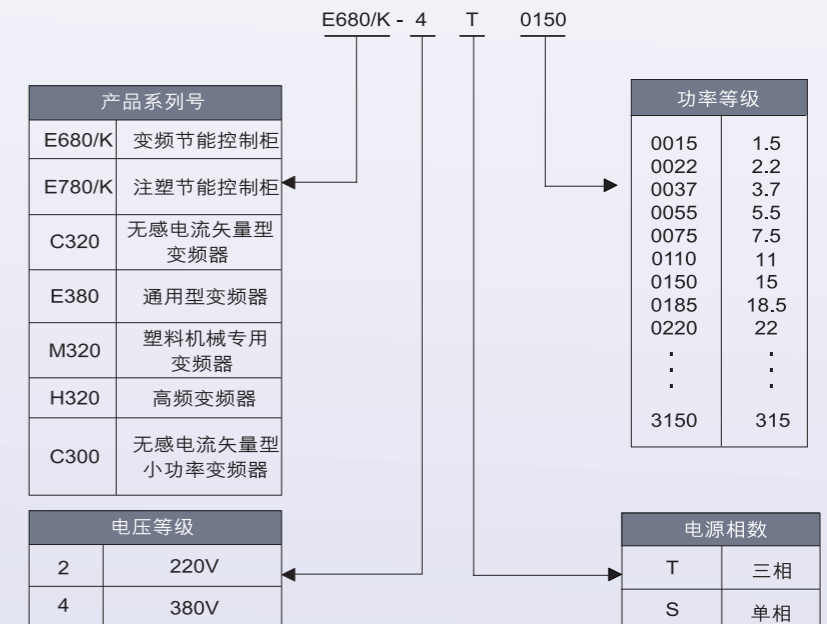 E680/K - 4 T 0150
产品系列号
E680/K 变频节能控制柜
E780/K 注塑节能控制柜
C320 无感电流矢量型
变频器
E380 通用型变频器
M320 塑料机械专用
变频器
H320 高频变频器
C300 无感电流矢量型
小功率变频器
电压等级
2 220V
4 380V
功率等级
0015 1.5
0022 2.2
0037 3.7
0055 5.5
0075 7.5
0110 11
0150 15
0185 18.5
0220 22
. .
. .
. .
3150 315
电源相数
T 三相
S 单相